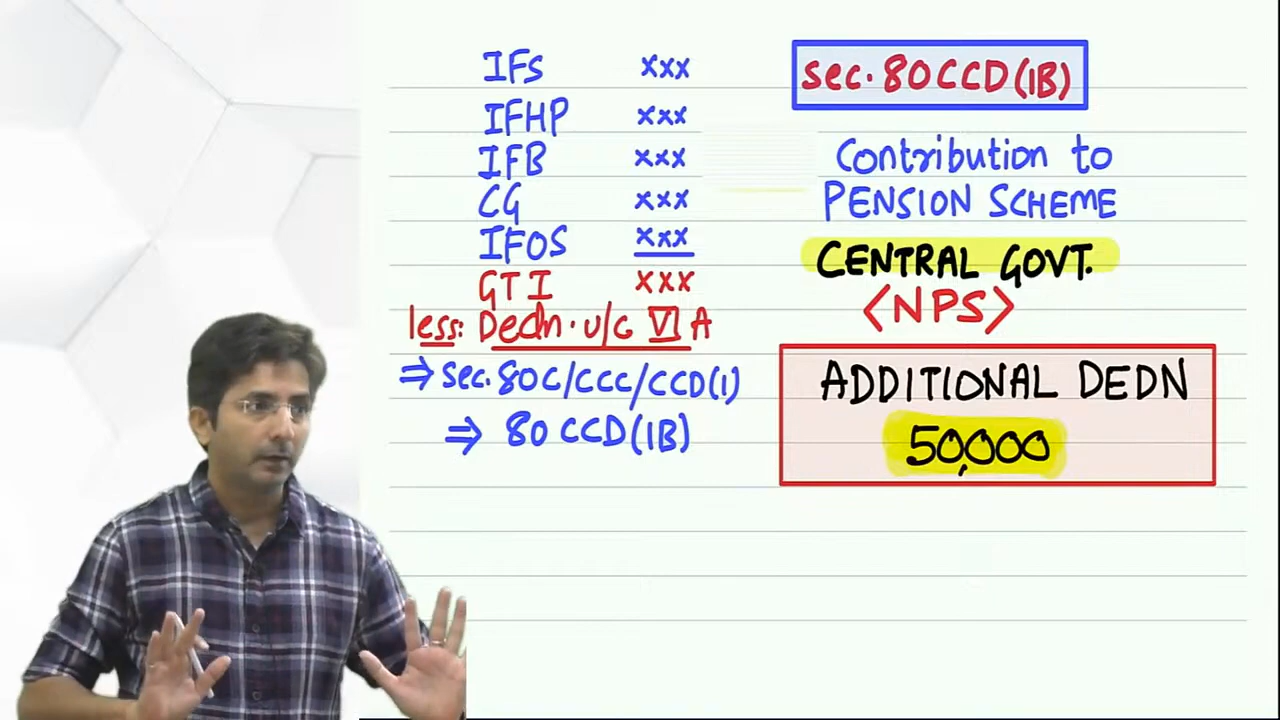 IFS xxx
IFHP xxx
IFB xxx
CG xxx
IFOS xxx
GTI xxx
less: Dedn. u/c VI A
⇒ Sec. 80C/CCC/CCD(1)
⇒ 80 CCD(1B)
Sec. 80CCD(1B)
Contribution to
PENSION SCHEME
CENTRAL GOVT.
<NPS>
ADDITIONAL DEDN
50,000